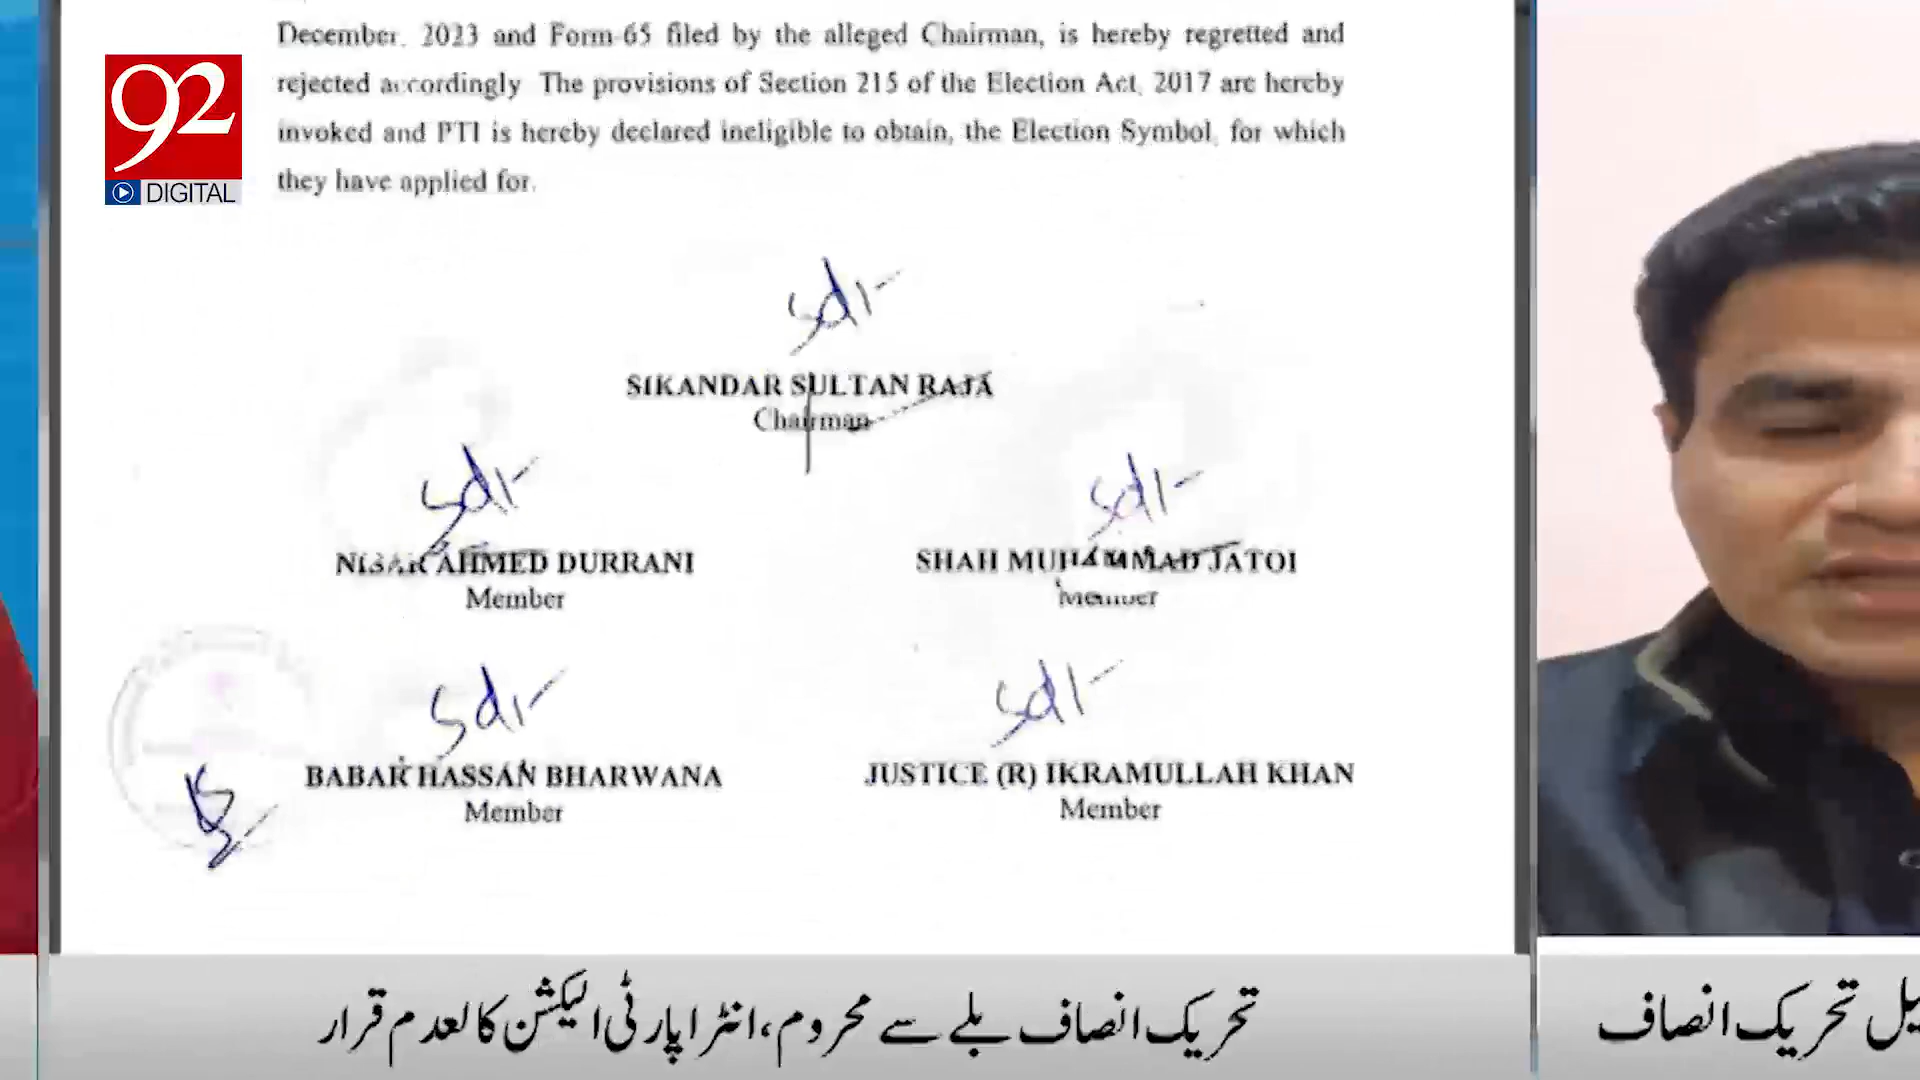 92
DIGITAL
December, 2023 and Form-65 filed by the alleged Chairman, is hereby regretted and
rejected accordingly. The provisions of Section 215 of the Election Act, 2017 are hereby
invoked and PTI is hereby declared ineligible to obtain, the Election Symbol, for which
they have applied for.
Sd/-
SIKANDAR SULTAN RAJA
Chairman
Sd/-
Sd/-
NISAR AHMED DURRANI
SHAH MUHAMMAD JATOI
Member
Member
Sd/-
Sd/-
BABAR HASSAN BHARWANA
JUSTICE (R) IKRAMULLAH KHAN
Member
Member
تحریک انصاف بلے سے محروم، انٹرا پارٹی الیکشن کالعدم قرار
تحریک انصاف